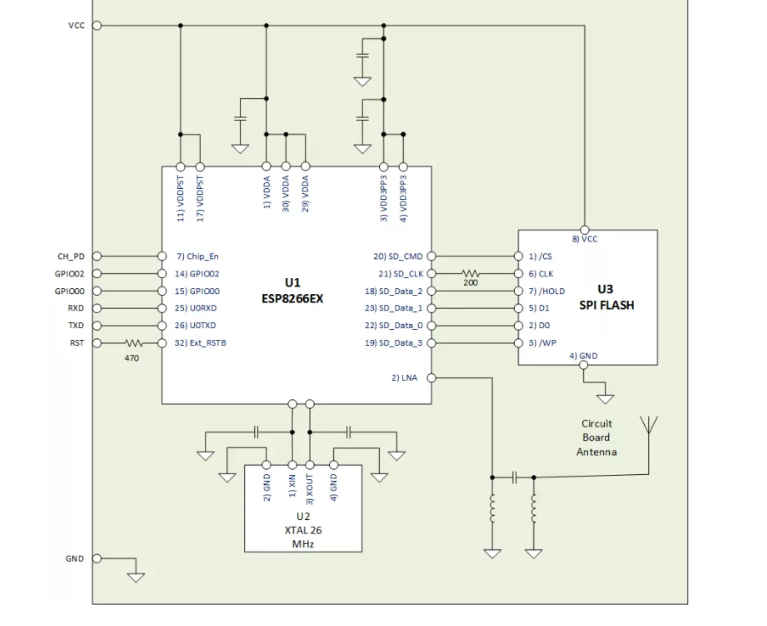 VCC
11) VDDPST
17) VDDPST
1) VDDA
30) VDDA
29) VDDA
3) VDD3PP3
4) VDD3PP3
8) VCC
CH_PD
7) Chip_En
20) SD_CMD
1) /CS
GPIO02
14) GPIO02
21) SD_CLK
200
6) CLK
GPIO00
15) GPIO00
18) SD_Data_2
7) /HOLD
RXD
25) U0RXD
23) SD_Data_1
5) D1
TXD
26) U0TXD
22) SD_Data_0
2) D0
RST
470
32) Ext_RSTB
19) SD_Data_3
3) /WP
U1
ESP8266EX
U3
SPI FLASH
4) GND
2) LNA
Circuit
Board
Antenna
2) GND
1) XIN
3) XOUT
4) GND
U2
XTAL 26
MHz
GND